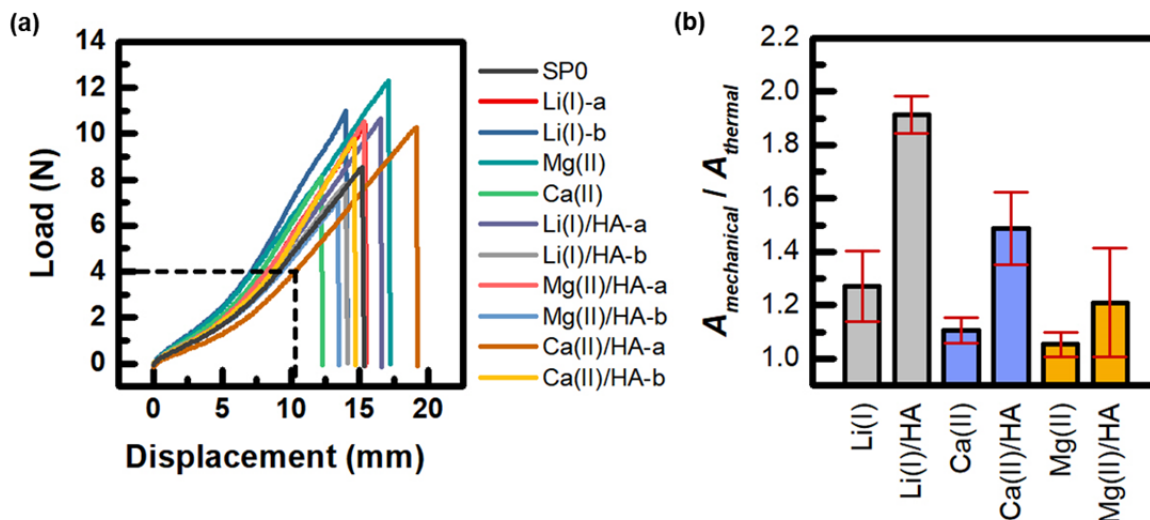 (a)
Load (N)
14
12
10
8
6
4
2
0
0 5 10 15 20
Displacement (mm)
SP0
Li(I)-a
Li(I)-b
Mg(II)
Ca(II)
Li(I)/HA-a
Li(I)/HA-b
Mg(II)/HA-a
Mg(II)/HA-b
Ca(II)/HA-a
Ca(II)/HA-b
(b)
A mechanical / A thermal
2.2
2.0
1.8
1.6
1.4
1.2
1.0
Li(I)
Li(I)/HA
Ca(II)
Ca(II)/HA
Mg(II)
Mg(II)/HA